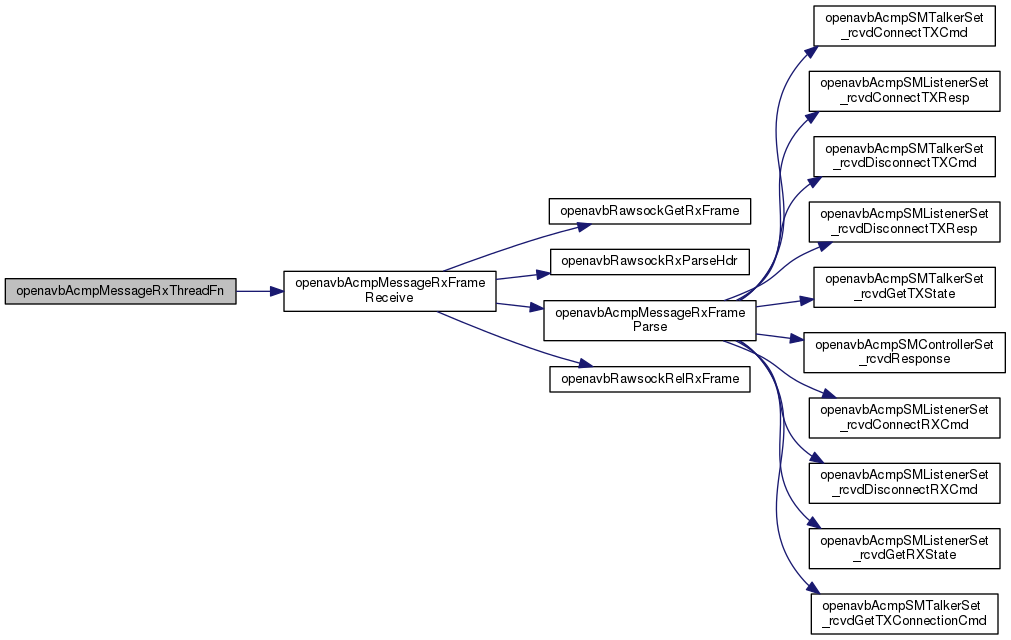 openavbAcmpMessageRxThreadFn
openavbAcmpMessageRxFrame
Receive
openavbRawsockGetRxFrame
openavbRawsockRxParseHdr
openavbAcmpMessageRxFrame
Parse
openavbRawsockRelRxFrame
openavbAcmpSMTalkerSet
_rcvdConnectTXCmd
openavbAcmpSMListenerSet
_rcvdConnectTXResp
openavbAcmpSMTalkerSet
_rcvdDisconnectTXCmd
openavbAcmpSMListenerSet
_rcvdDisconnectTXResp
openavbAcmpSMTalkerSet
_rcvdGetTXState
openavbAcmpSMControllerSet
_rcvdResponse
openavbAcmpSMListenerSet
_rcvdConnectRXCmd
openavbAcmpSMListenerSet
_rcvdDisconnectRXCmd
openavbAcmpSMListenerSet
_rcvdGetRXState
openavbAcmpSMTalkerSet
_rcvdGetTXConnectionCmd